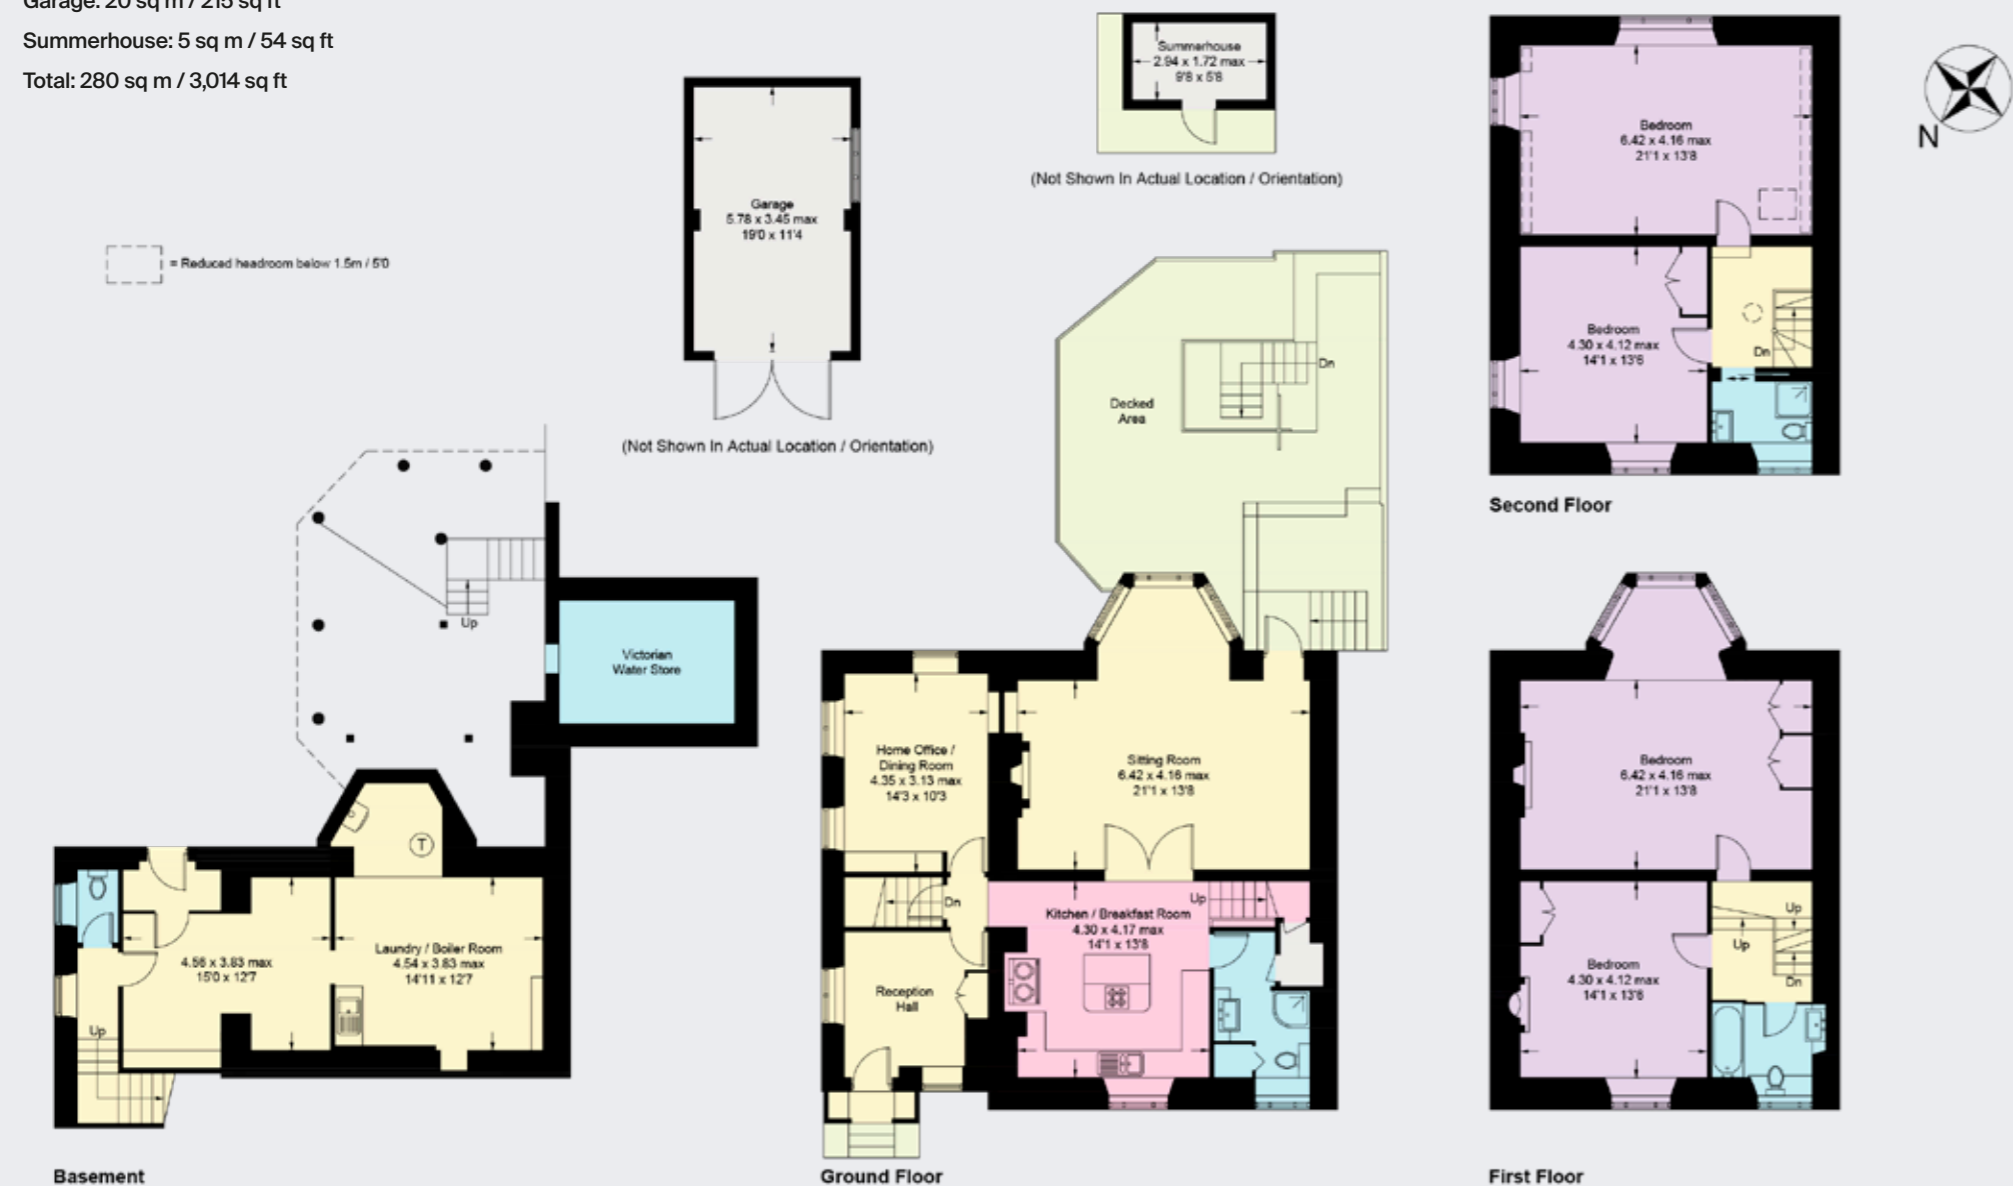 Garage: 20 sq m / 215 sq ft
Summerhouse: 5 sq m / 54 sq ft
Total: 280 sq m / 3,014 sq ft
Summerhouse
2.94 x 1.72 max
9'8 x 5'8
(Not Shown In Actual Location / Orientation)
N
Bedroom
6.42 x 4.16 max
21'1 x 13'8
Bedroom
4.30 x 4.12 max
14'1 x 13'6
Dn
Second Floor
Garage
5.78 x 3.45 max
19'0 x 11'4
(Not Shown In Actual Location / Orientation)
= Reduced headroom below 1.5m / 5'0
Decked
Area
Dn
Up
Victorian
Water Store
T
4.56 x 3.83 max
15'0 x 12'7
Laundry / Boiler Room
4.54 x 3.83 max
14'11 x 12'7
Up
Basement
Home Office /
Dining Room
4.35 x 3.13 max
14'3 x 10'3
Sitting Room
6.42 x 4.16 max
21'1 x 13'8
Dn
Up
Kitchen / Breakfast Room
4.30 x 4.17 max
14'1 x 13'8
Reception
Hall
Ground Floor
Bedroom
6.42 x 4.16 max
21'1 x 13'8
Bedroom
4.30 x 4.12 max
14'1 x 13'6
Up
Up
Dn
First Floor